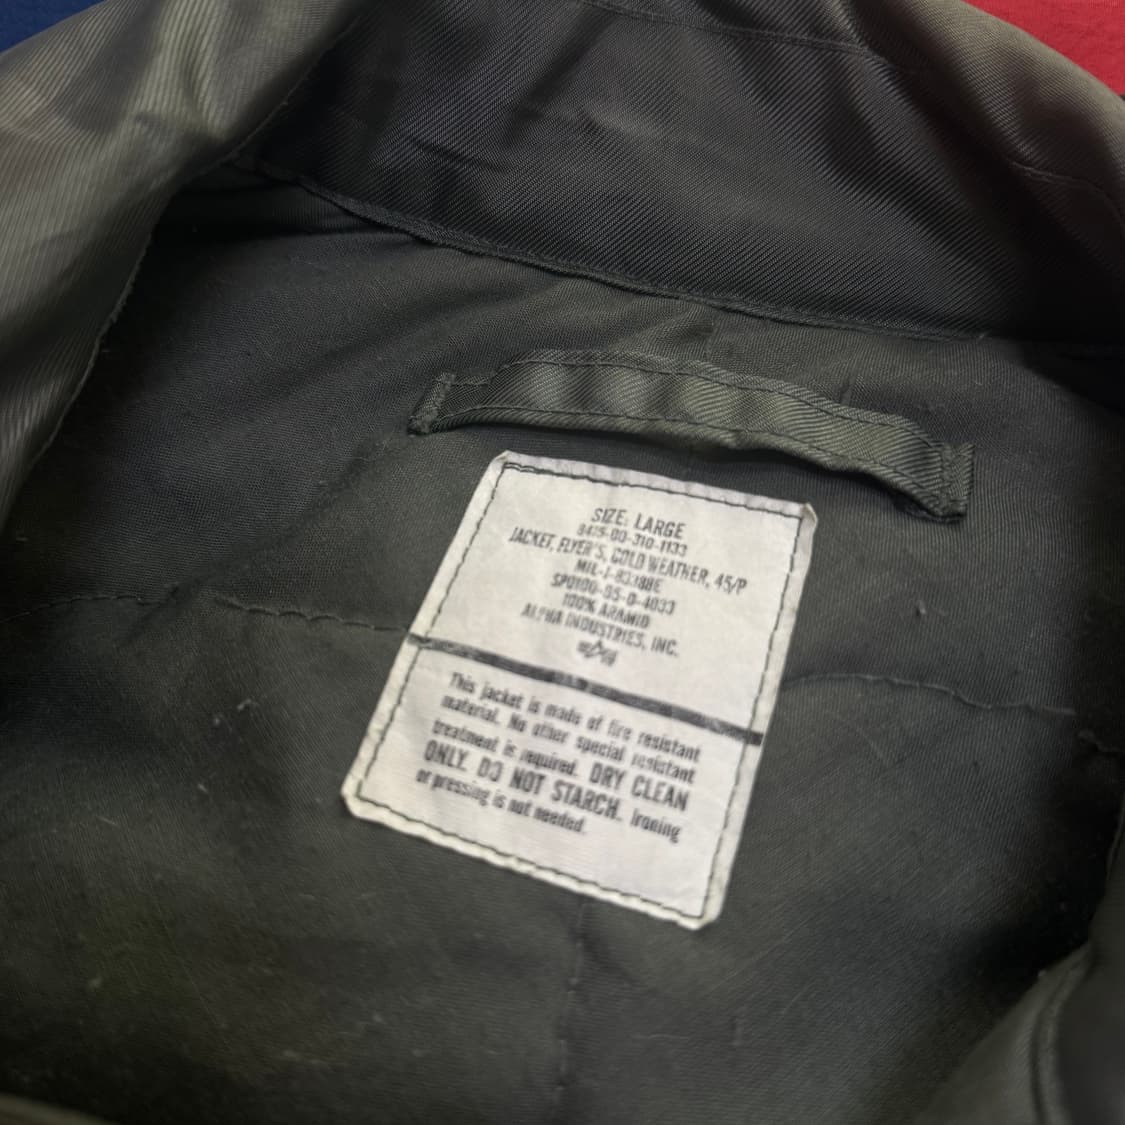 SIZE: LARGE
8415-00-310-1133
JACKET, FLYER'S, COLD WEATHER, 45/P
MIL-J-83388E
SPO100-95-D-4033
100% ARAMID
ALPHA INDUSTRIES, INC.
This jacket is made of fire resistant
material. No other special resistant
treatment is required. DRY CLEAN
ONLY. DO NOT STARCH. Ironing
or pressing is not needed.